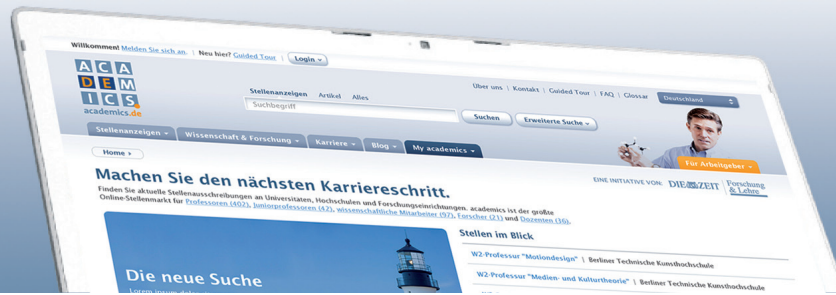 Willkommen! Melden Sie sich an. | Neu hier? Guided Tour | Login
Über uns | Kontakt | Guided Tour | FAQ | Glossar
Deutschland
ACA
DEM
ICS
academics.de
Stellenanzeigen Artikel Alles
Suchbegriff
Suchen
Erweiterte Suche
Stellenanzeigen
Wissenschaft & Forschung
Karriere
Blog
My academics
Für Arbeitgeber
Home
EINE INITIATIVE VON: DIE ZEIT Forschung
& Lehre
Machen Sie den nächsten Karriereschritt.
Finden Sie aktuelle Stellenausschreibungen an Universitäten, Hochschulen und Forschungseinrichtungen. academics ist der größte
Online-Stellenmarkt für Professoren (402), Juniorprofessoren (42), wissenschaftliche Mitarbeiter (97), Forscher (21) und Dozenten (36).
Die neue Suche
Stellen im Blick
W2-Professur "Motiondesign" | Berliner Technische Kunsthochschule
W2-Professur "Medien- und Kulturtheorie" | Berliner Technische Kunsthochschule